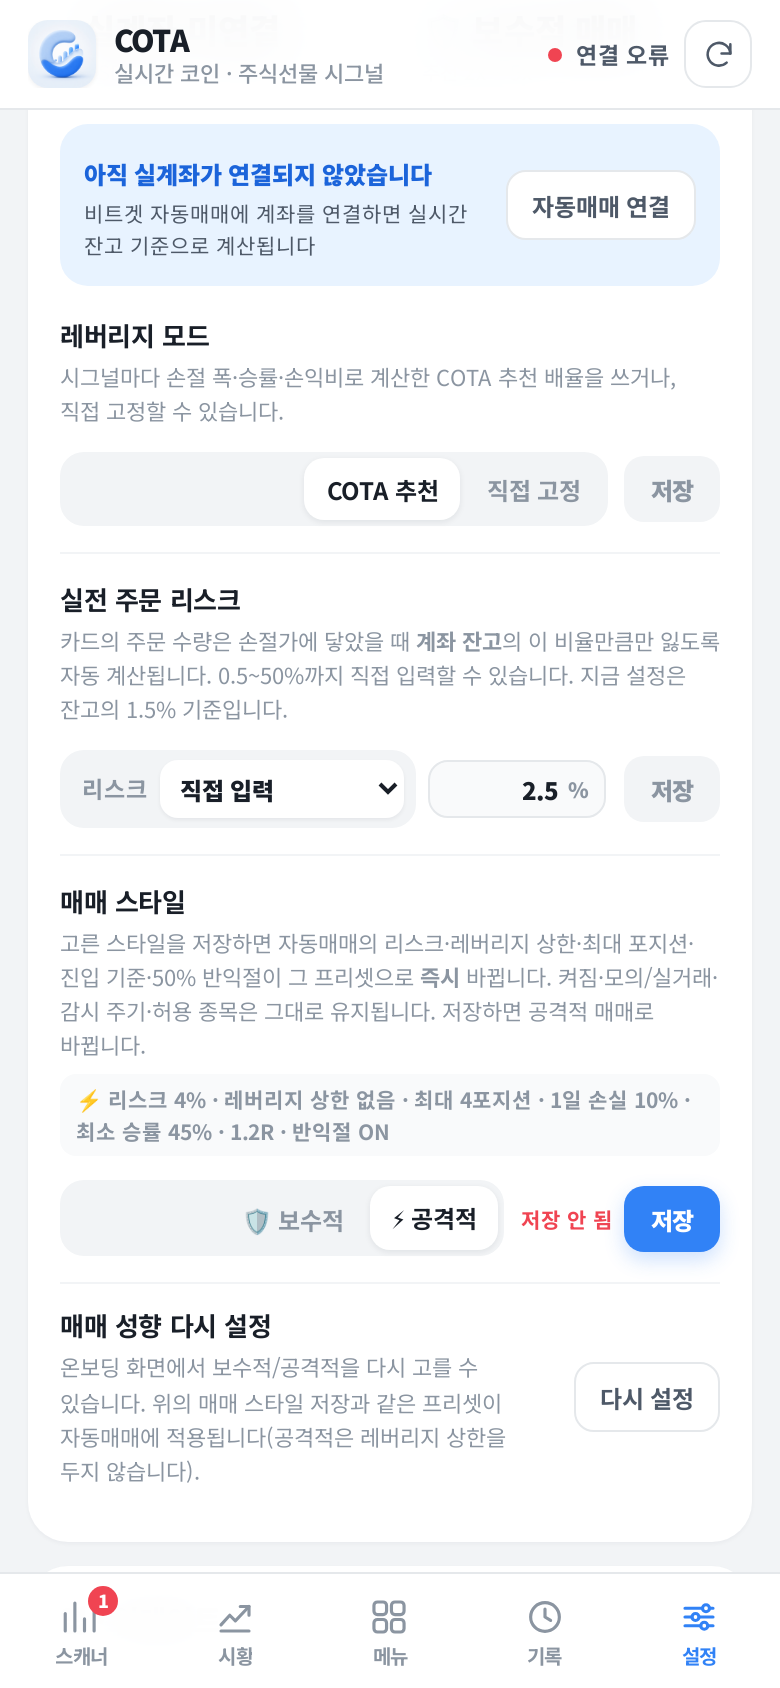 COTA
실시간 코인 · 주식선물 시그널
연결 오류
아직 실계좌가 연결되지 않았습니다
비트겟 자동매매에 계좌를 연결하면 실시간
잔고 기준으로 계산됩니다
자동매매 연결
레버리지 모드
시그널마다 손절 폭·승률·손익비로 계산한 COTA 추천 배율을 쓰거나,
직접 고정할 수 있습니다.
COTA 추천
직접 고정
저장
실전 주문 리스크
카드의 주문 수량은 손절가에 닿았을 때 계좌 잔고의 이 비율만큼만 잃도록
자동 계산됩니다. 0.5~50%까지 직접 입력할 수 있습니다. 지금 설정은
잔고의 1.5% 기준입니다.
리스크
직접 입력
2.5 %
저장
매매 스타일
고른 스타일을 저장하면 자동매매의 리스크·레버리지 상한·최대 포지션·
진입 기준·50% 반익절이 그 프리셋으로 즉시 바뀝니다. 켜짐·모의/실거래·
감시 주기·허용 종목은 그대로 유지됩니다. 저장하면 공격적 매매로
바뀝니다.
⚡ 리스크 4% · 레버리지 상한 없음 · 최대 4포지션 · 1일 손실 10% ·
최소 승률 45% · 1.2R · 반익절 ON
🛡️ 보수적
⚡ 공격적
저장 안 됨
저장
매매 성향 다시 설정
온보딩 화면에서 보수적/공격적을 다시 고를 수
있습니다. 위의 매매 스타일 저장과 같은 프리셋이
자동매매에 적용됩니다(공격적은 레버리지 상한을
두지 않습니다).
다시 설정
1
스캐너
시황
메뉴
기록
설정